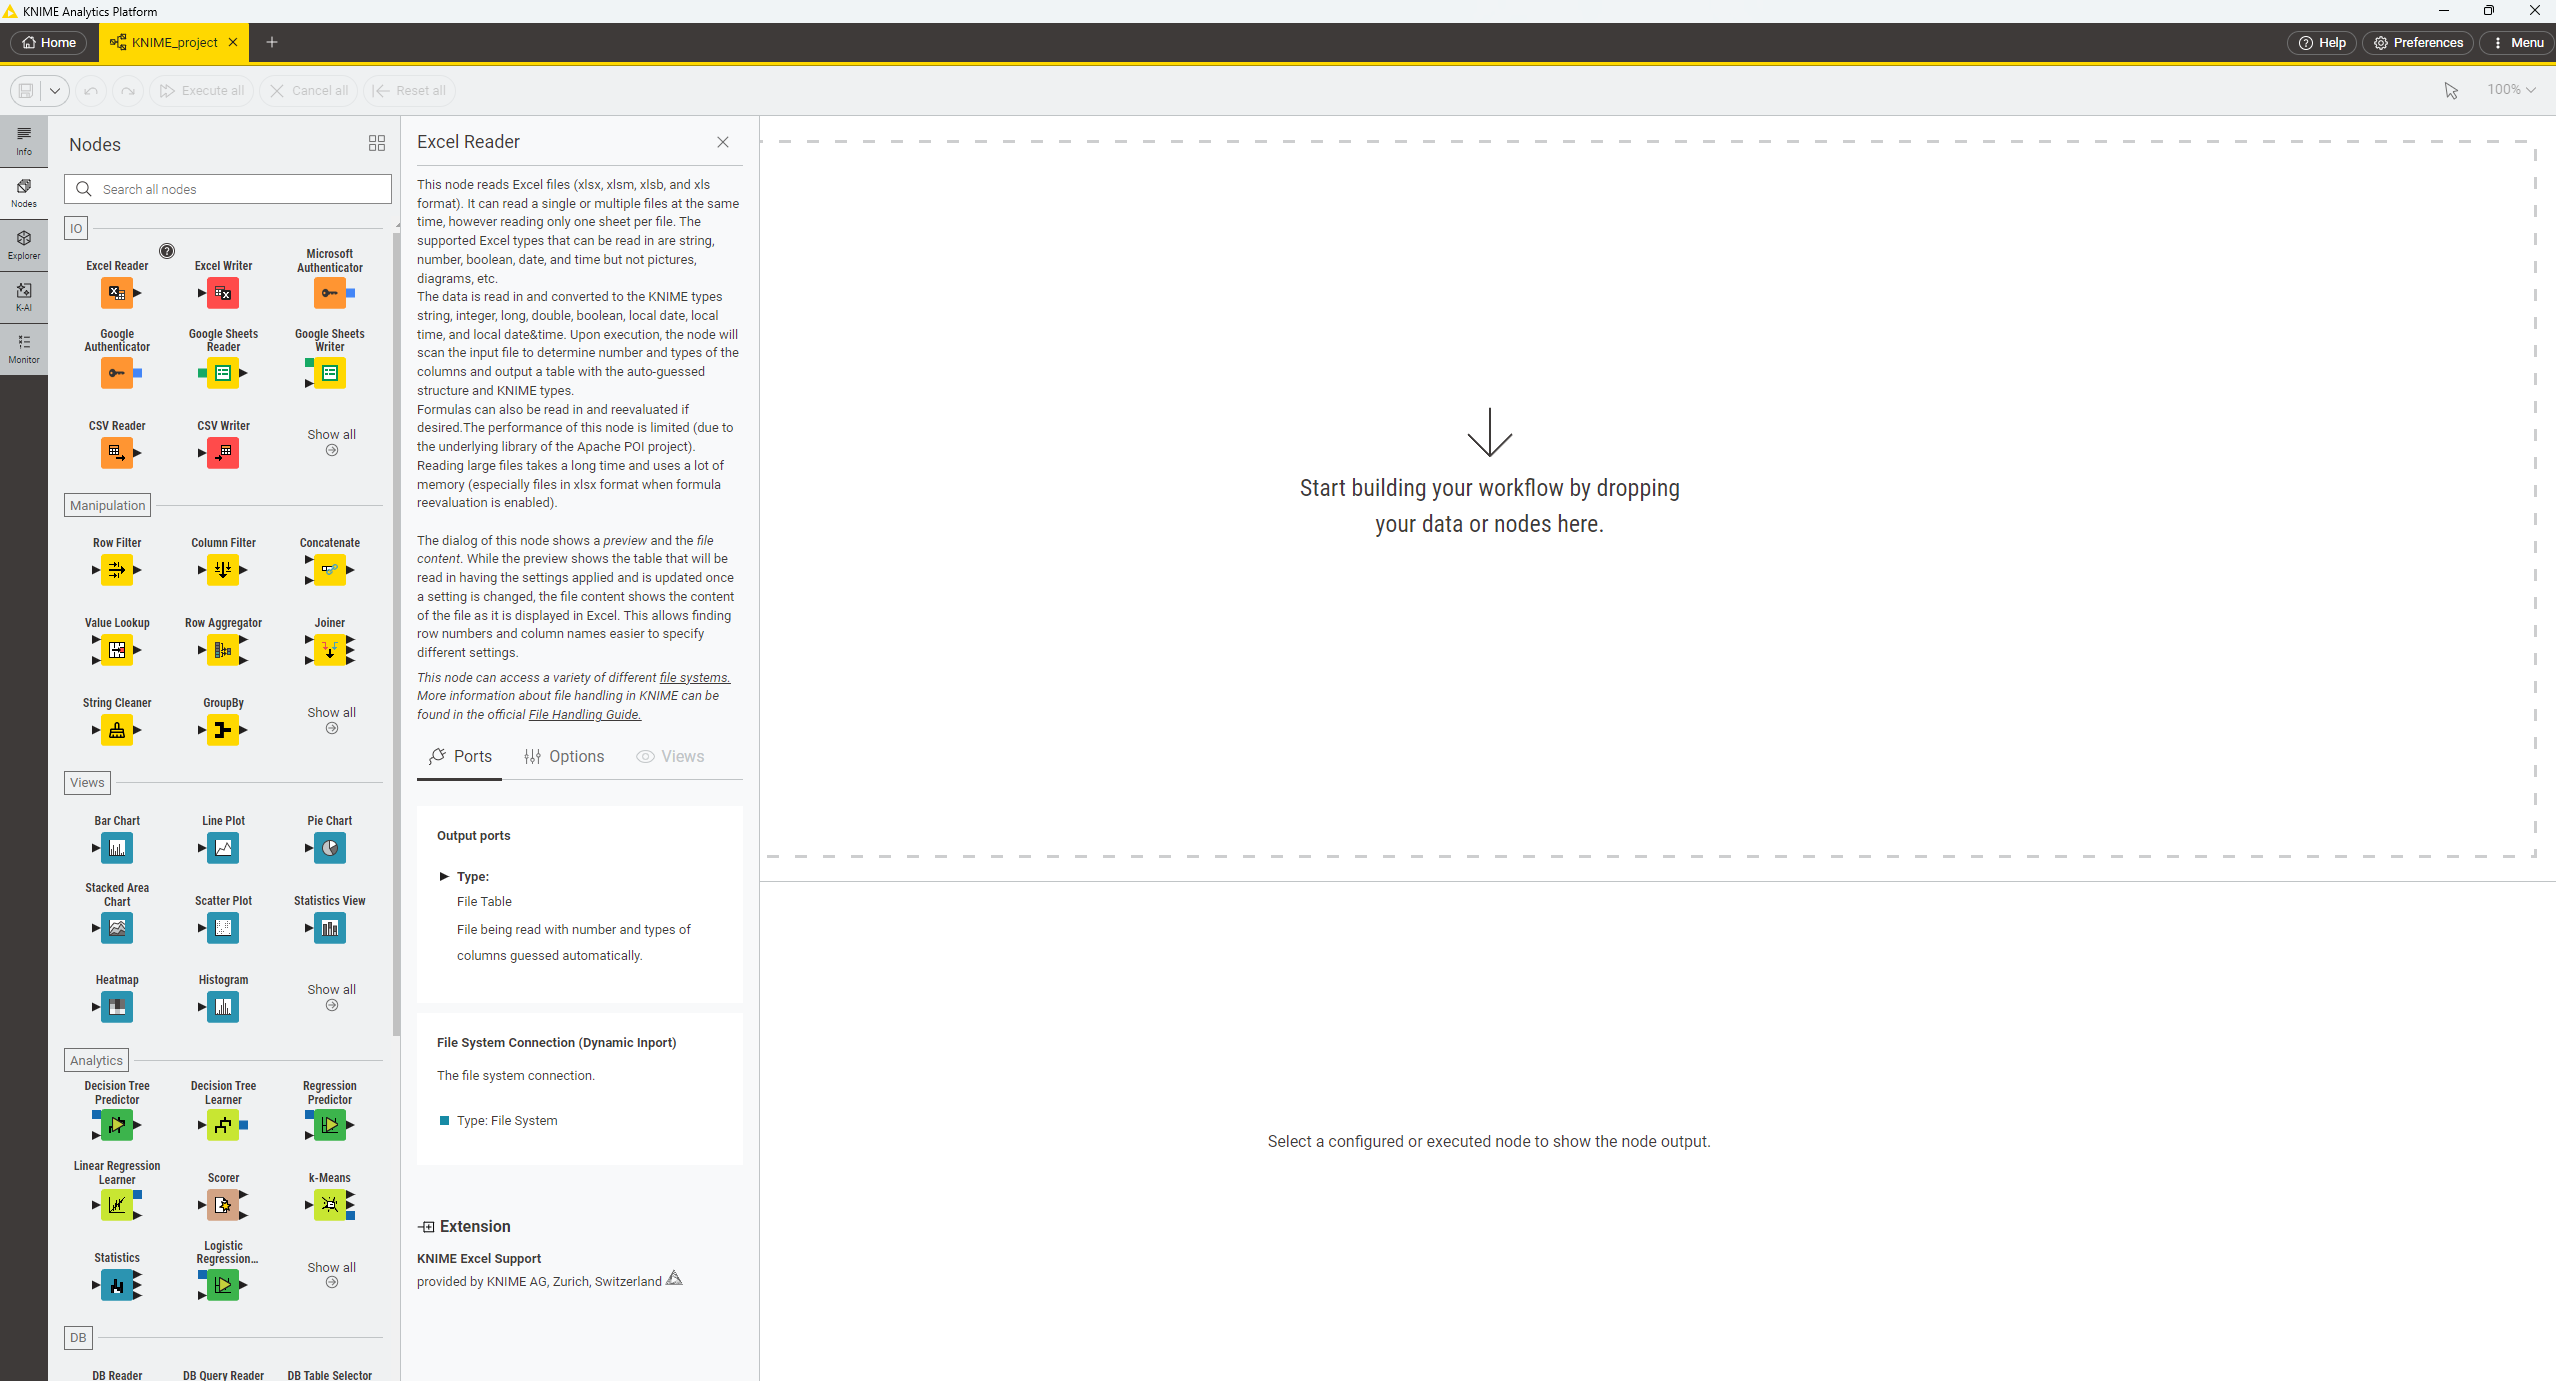 KNIME Analytics Platform
Home
KNIME_project
Help
Preferences
Menu
Execute all
Cancel all
Reset all
100%
Info
Nodes
Explorer
K-AI
Monitor
Nodes
Search all nodes
IO
Excel Reader
Excel Writer
Microsoft
Authenticator
Google
Authenticator
Google Sheets
Reader
Google Sheets
Writer
CSV Reader
CSV Writer
Show all
Manipulation
Row Filter
Column Filter
Concatenate
Value Lookup
Row Aggregator
Joiner
String Cleaner
GroupBy
Show all
Views
Bar Chart
Line Plot
Pie Chart
Stacked Area
Chart
Scatter Plot
Statistics View
Heatmap
Histogram
Show all
Analytics
Decision Tree
Predictor
Decision Tree
Learner
Regression
Predictor
Linear Regression
Learner
Scorer
k-Means
Statistics
Logistic
Regression...
Show all
DB
DB Reader
DB Query Reader
DB Table Selector
Excel Reader
This node reads Excel files (xlsx, xlsm, xlsb, and xls
format). It can read a single or multiple files at the same
time, however reading only one sheet per file. The
supported Excel types that can be read in are string,
number, boolean, date, and time but not pictures,
diagrams, etc.
The data is read in and converted to the KNIME types
string, integer, long, double, boolean, local date, local
time, and local date&time. Upon execution, the node will
scan the input file to determine number and types of the
columns and output a table with the auto-guessed
structure and KNIME types.
Formulas can also be read in and reevaluated if
desired.The performance of this node is limited (due to
the underlying library of the Apache POI project).
Reading large files takes a long time and uses a lot of
memory (especially files in xlsx format when formula
reevaluation is enabled).
The dialog of this node shows a preview and the file
content. While the preview shows the table that will be
read in having the settings applied and is updated once
a setting is changed, the file content shows the content
of the file as it is displayed in Excel. This allows finding
row numbers and column names easier to specify
different settings.
This node can access a variety of different file systems.
More information about file handling in KNIME can be
found in the official File Handling Guide.
Ports
Options
Views
Output ports
Type:
File Table
File being read with number and types of
columns guessed automatically.
File System Connection (Dynamic Inport)
The file system connection.
Type: File System
Extension
KNIME Excel Support
provided by KNIME AG, Zurich, Switzerland
Start building your workflow by dropping
your data or nodes here.
Select a configured or executed node to show the node output.